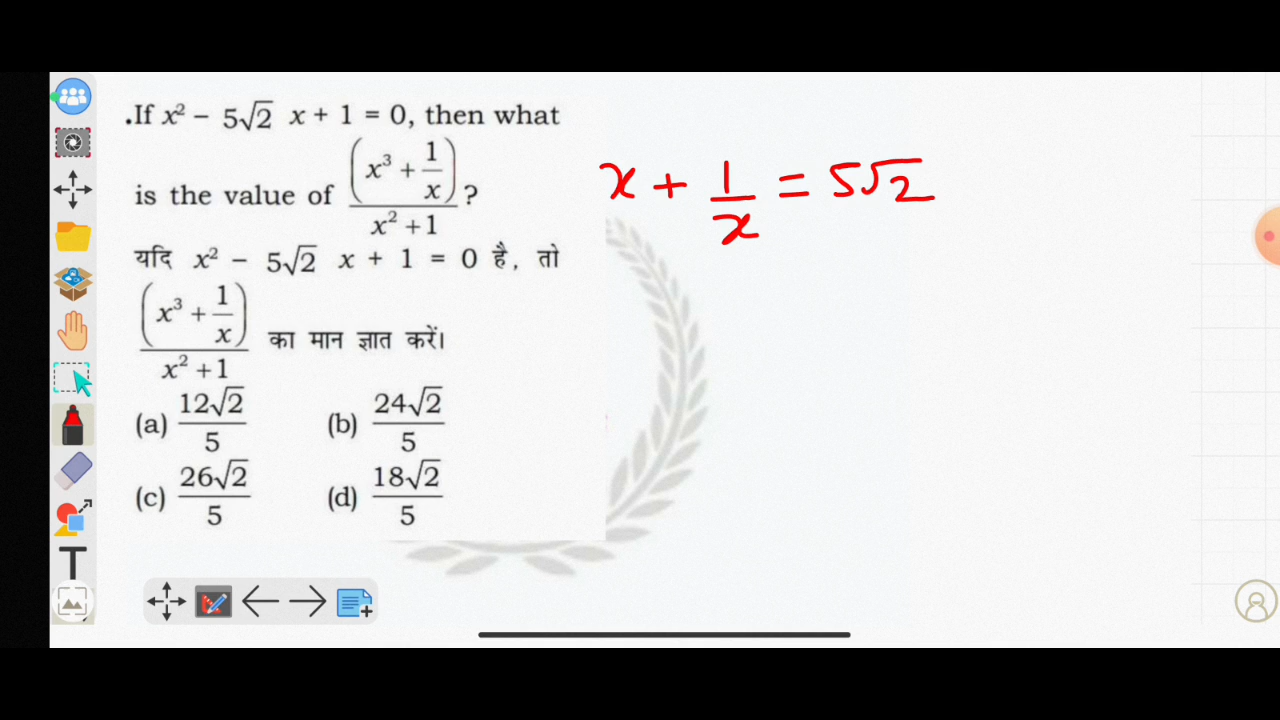 .If x² − 5√2 x + 1 = 0, then what
is the value of (x³ + 1/x)/(x² + 1) ?
यदि x² − 5√2 x + 1 = 0 है, तो
(x³ + 1/x)/(x² + 1) का मान ज्ञात करें।
(a) 12√2/5 (b) 24√2/5
(c) 26√2/5 (d) 18√2/5
x + 1/x = 5√2
T